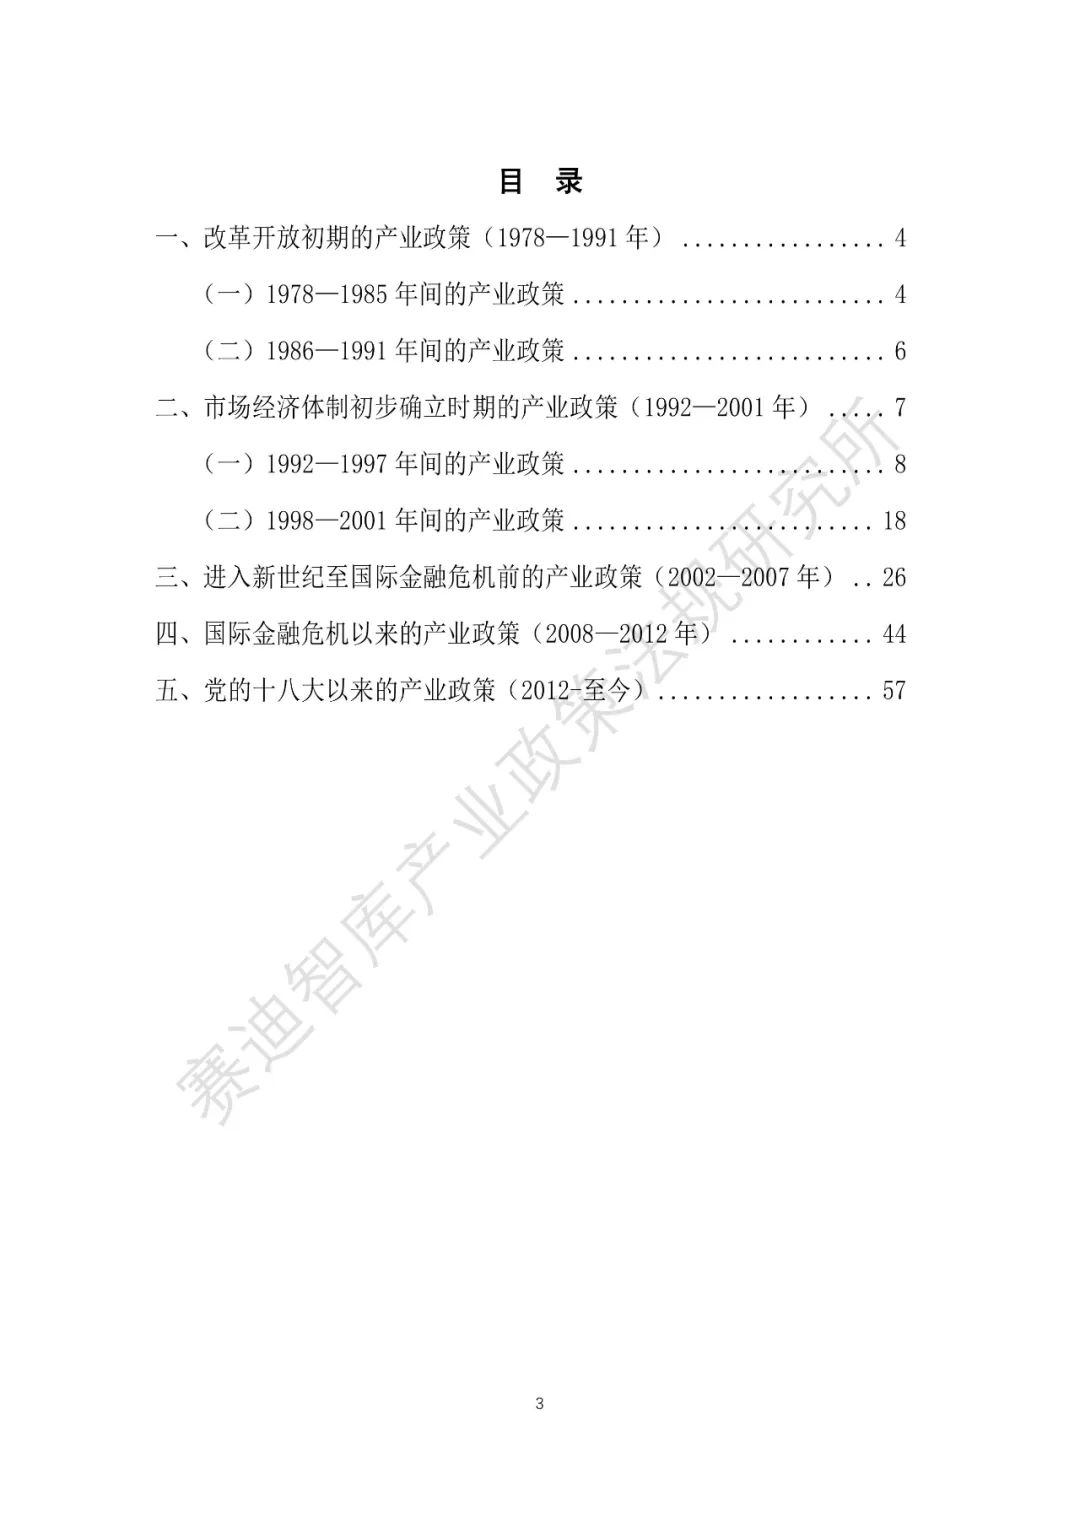 目 录
一、改革开放初期的产业政策（1978—1991 年） ................. 4
（一）1978—1985 年间的产业政策.......................... 4
（二）1986—1991 年间的产业政策.......................... 6
二、市场经济体制初步确立时期的产业政策（1992—2001 年） ..... 7
（一）1992—1997 年间的产业政策.......................... 8
（二）1998—2001 年间的产业政策......................... 18
三、进入新世纪至国际金融危机前的产业政策（2002—2007 年） .. 26
四、国际金融危机以来的产业政策（2008—2012 年） ............ 44
五、党的十八大以来的产业政策（2012-至今）.................. 57
赛迪智库产业政策法规研究所
3